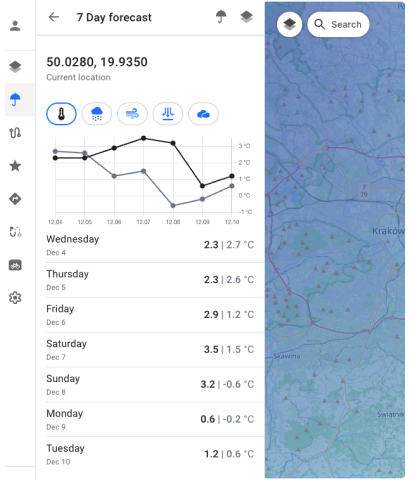 7 Day forecast
Search
50.0280, 19.9350
Current location
3 °C
2 °C
1 °C
0 °C
-1 °C
12.04 12.05 12.06 12.07 12.08 12.09 12.10
Wednesday
2.3 | 2.7 °C
Dec 4
Thursday
2.3 | 2.6 °C
Dec 5
Friday
2.9 | 1.2 °C
Dec 6
Saturday
3.5 | 1.5 °C
Dec 7
Sunday
3.2 | -0.6 °C
Dec 8
Monday
0.6 | -0.2 °C
Dec 9
Tuesday
1.2 | 0.6 °C
Dec 10
7
79
Kraków
Skawina
Świątnik